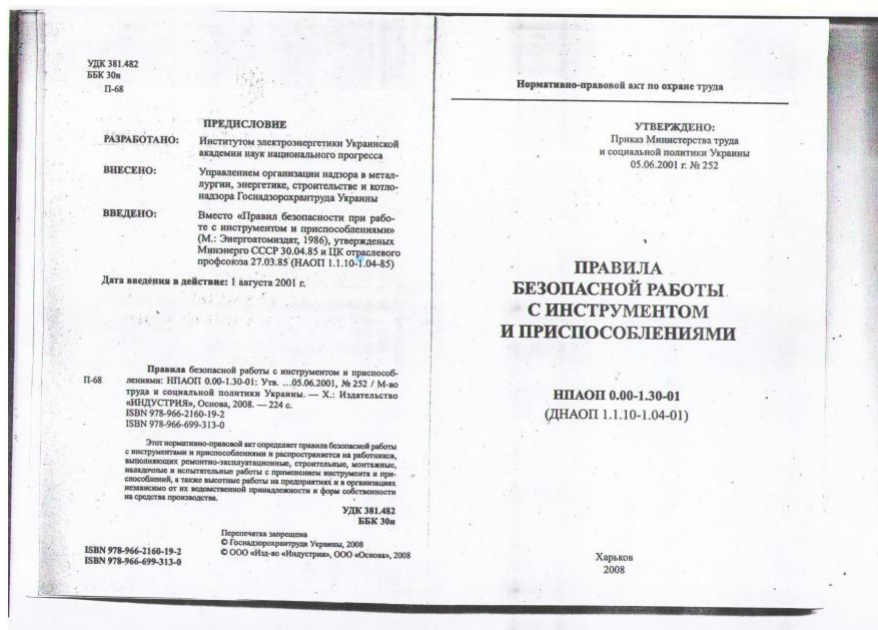 УДК 381.482
ББК 30н
П-68
ПРЕДИСЛОВИЕ
РАЗРАБОТАНО: Институтом электроэнергетики Украинской
академии наук национального прогресса
ВНЕСЕНО: Управлением организации надзора в метал-
лургии, энергетике, строительстве и котло-
надзора Госнадзорохрантруда Украины
ВВЕДЕНО: Вместо «Правил безопасности при рабо-
те с инструментом и приспособлениями»
(М.: Энергоатомиздат, 1986), утвержденых
Минэнерго СССР 30.04.85 и ЦК отраслевого
профсоюза 27.03.85 (НАОП 1.1.10-1.04-85)
Дата введения в действие: 1 августа 2001 г.
Правила безопасной работы с инструментом и приспособ-
П-68 лениями: НПАОП 0.00-1.30-01: Утв. ...05.06.2001, № 252 / М-во
труда и социальной политики Украины. — Х.: Издательство
«ИНДУСТРИЯ», Основа, 2008. — 224 с.
ISBN 978-966-2160-19-2
ISBN 978-966-699-313-0
Этот нормативно-правовой акт определяет правила безопасной работы
с инструментами и приспособлениями и распространяется на работников,
выполняющих ремонтно-эксплуатационные, строительные, монтажные,
наладочные и испытательные работы с применением инструмента и при-
способлений, а также высотные работы на предприятиях и в организациях
независимо от их ведомственной принадлежности и форм собственности
на средства производства.
УДК 381.482
ББК 30н
Перепечатка запрещена
© Госнадзорохрантруда Украины, 2008
© ООО «Изд-во «Индустрия», ООО «Основа», 2008
ISBN 978-966-2160-19-2
ISBN 978-966-699-313-0
Нормативно-правовой акт по охране труда
УТВЕРЖДЕНО:
Приказ Министерства труда
и социальной политики Украины
05.06.2001 г. № 252
ПРАВИЛА
БЕЗОПАСНОЙ РАБОТЫ
С ИНСТРУМЕНТОМ
И ПРИСПОСОБЛЕНИЯМИ
НПАОП 0.00-1.30-01
(ДНАОП 1.1.10-1.04-01)
Харьков
2008